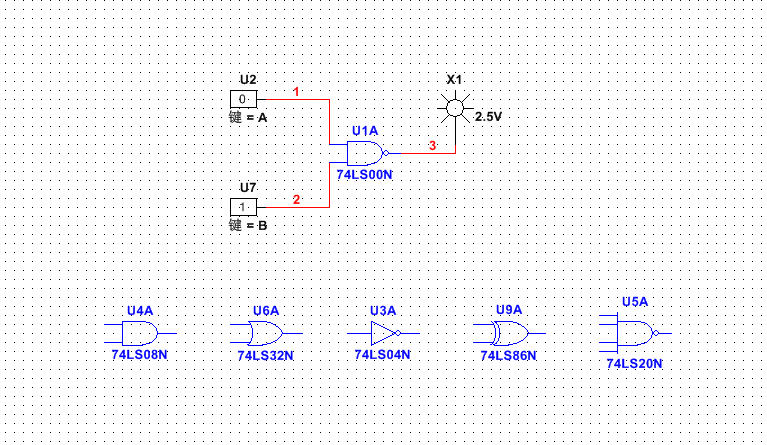 U2
X1
1
0
键 = A
2.5V
U1A
3
74LS00N
U7
2
1
键 = B
U4A
U6A
U3A
U9A
U5A
74LS08N
74LS32N
74LS04N
74LS86N
74LS20N